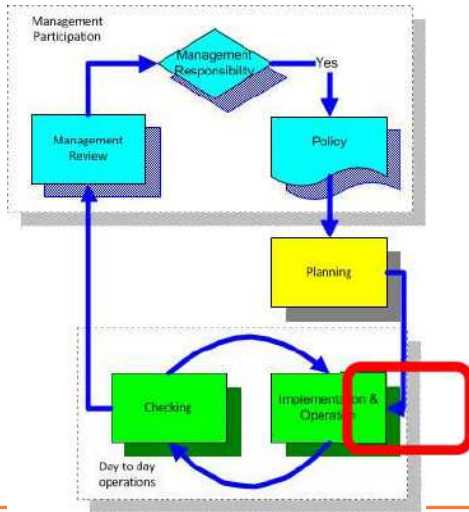 Management
Participation
Management
Responsibility
Yes
Management
Review
Policy
Planning
Checking
Implementation &
Operation
Day to day
operations